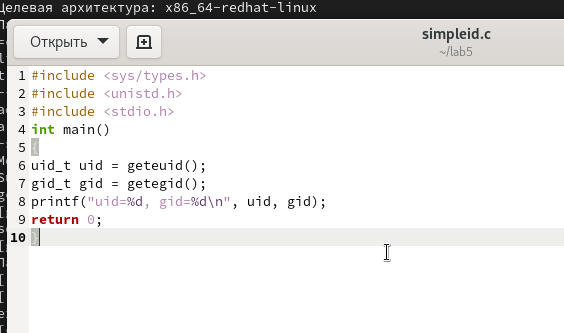 Целевая архитектура: x86_64-redhat-linux
Открыть
simpleid.c
~/lab5
1 #include <sys/types.h>
2 #include <unistd.h>
3 #include <stdio.h>
4 int main()
5 {
6 uid_t uid = geteuid();
7 gid_t gid = getegid();
8 printf("uid=%d, gid=%d\n", uid, gid);
9 return 0;
10 }